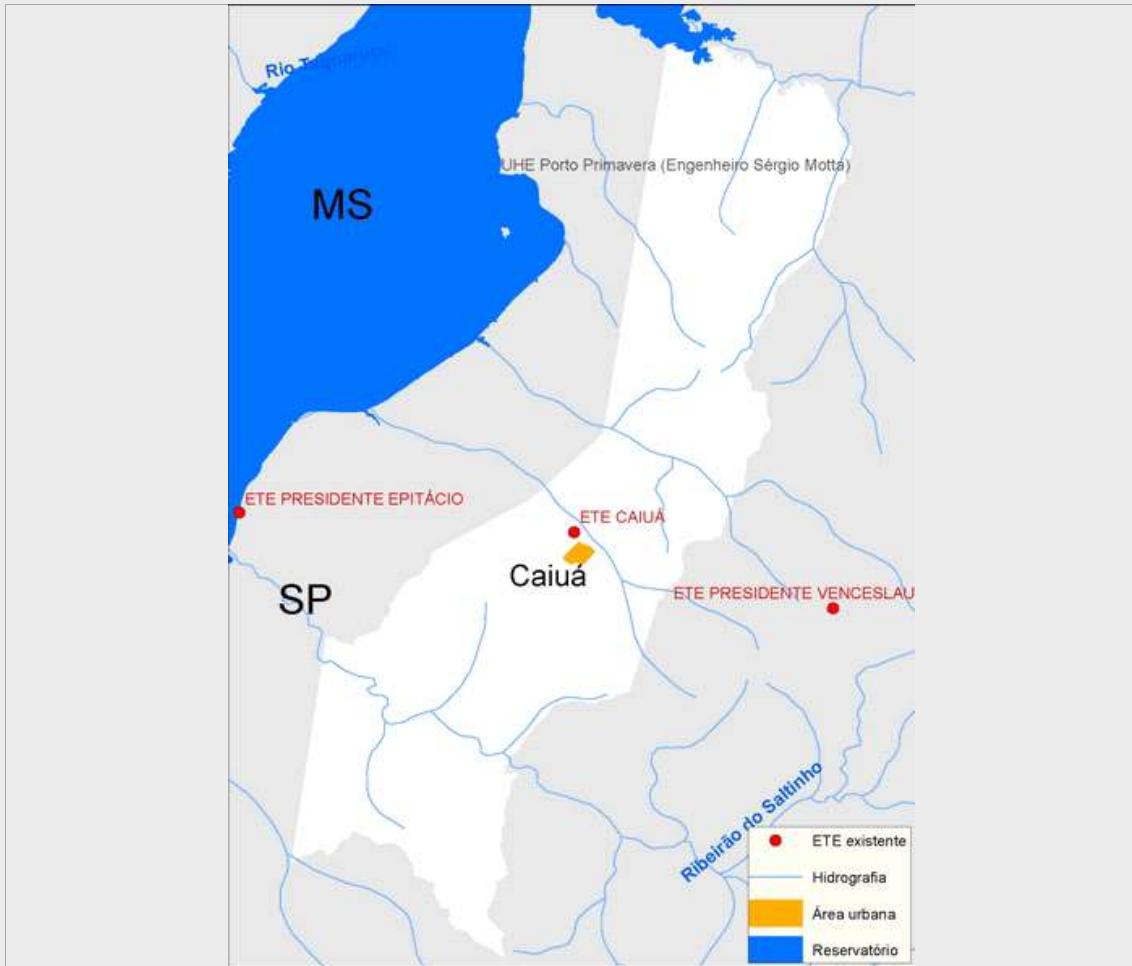 Rio Taquaruçu
UHE Porto Primavera (Engenheiro Sérgio Motta)
MS
ETE PRESIDENTE EPITÁCIO
ETE CAIUÁ
Caiuá
ETE PRESIDENTE VENCESLAU
SP
Ribeirão do Saltinho
ETE existente
Hidrografia
Área urbana
Reservatório